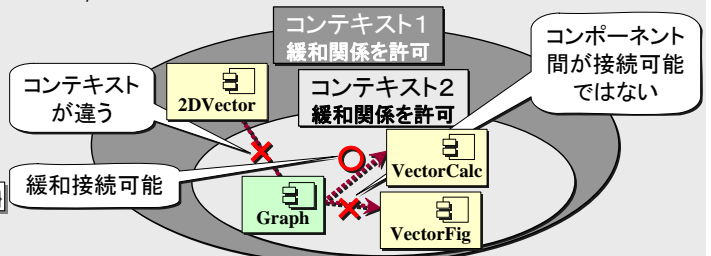 コンテキスト1
緩和関係を許可
コンポーネント
間が接続可能
ではない
コンテキスト
が違う
2DVector
コンテキスト2
緩和関係を許可
VectorCalc
緩和接続可能
Graph
VectorFig